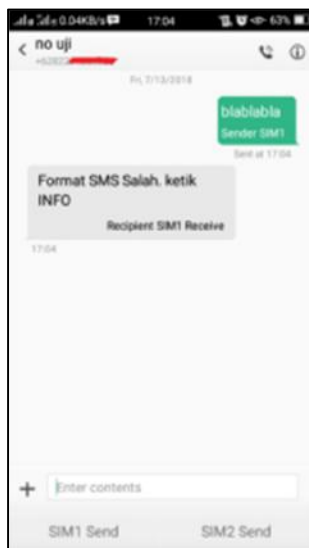 0.04KB/s 17:04 63%
no uji
Fri, 7/13/2018
blablabla
Sender SIM1
Sent at 17:04
Format SMS Salah. ketik
INFO
Recipient SIM1 Receive
17:04
Enter contents
SIM1 Send SIM2 Send